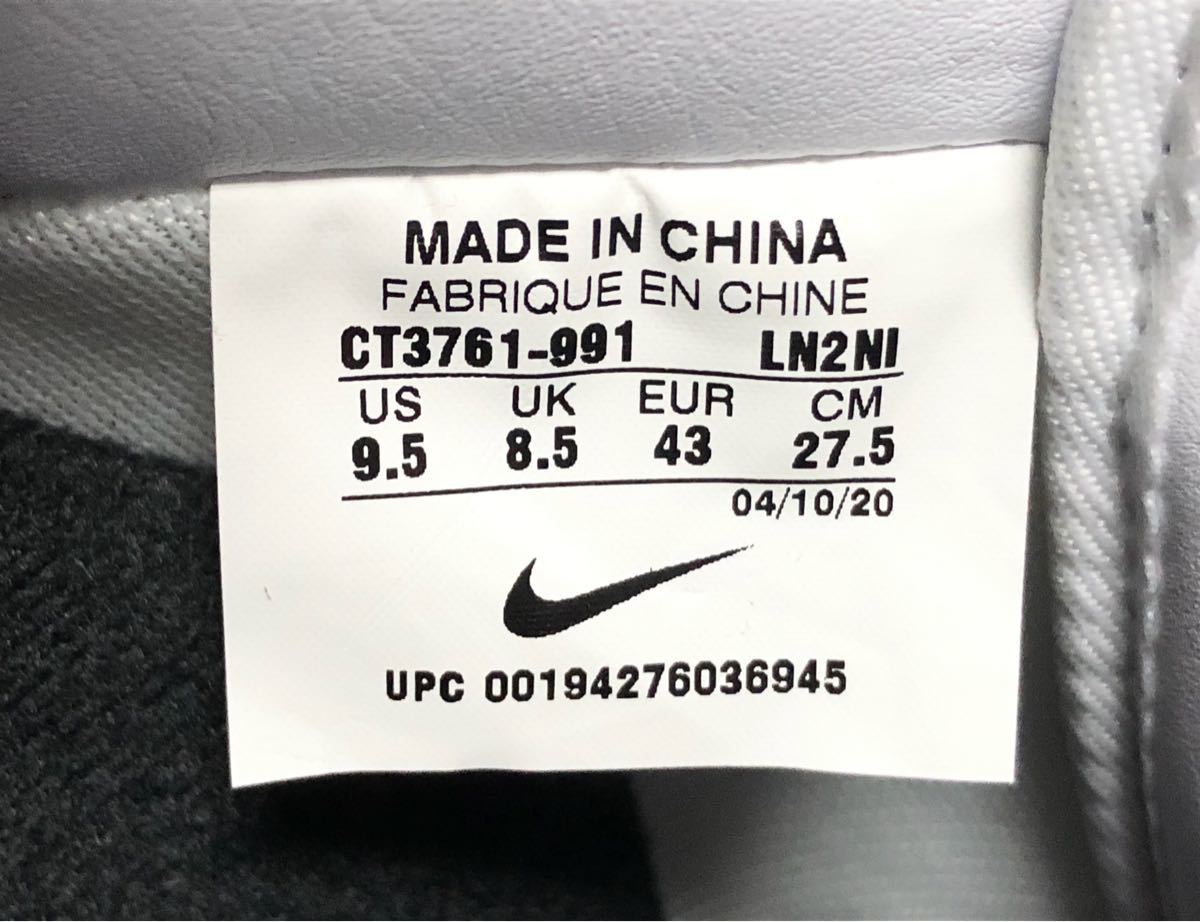 MADE IN CHINA
FABRIQUE EN CHINE
CT3761-991 LN2NI
US UK EUR CM
9.5 8.5 43 27.5
04/10/20
UPC 00194276036945